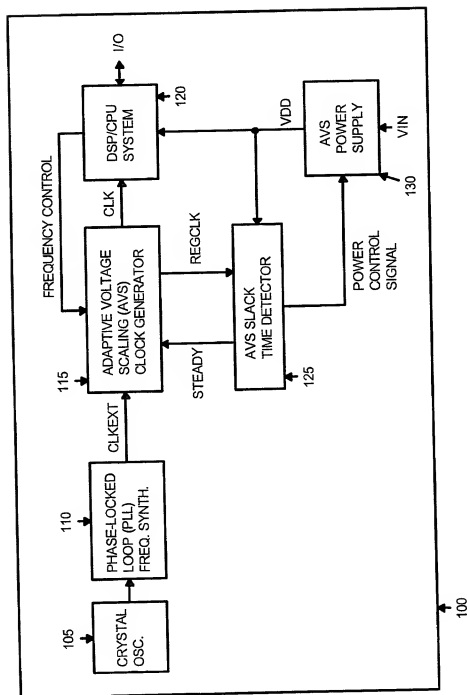 105
CRYSTAL
OSC.
110
PHASE-LOCKED
LOOP (PLL)
FREQ. SYNTH.
CLKEXT
115
ADAPTIVE VOLTAGE
SCALING (AVS)
CLOCK GENERATOR
FREQUENCY CONTROL
CLK
DSP/CPU
SYSTEM
I/O
120
STEADY
REGCLK
AVS SLACK
TIME DETECTOR
125
VDD
POWER
CONTROL
SIGNAL
AVS
POWER
SUPPLY
130
VIN
100